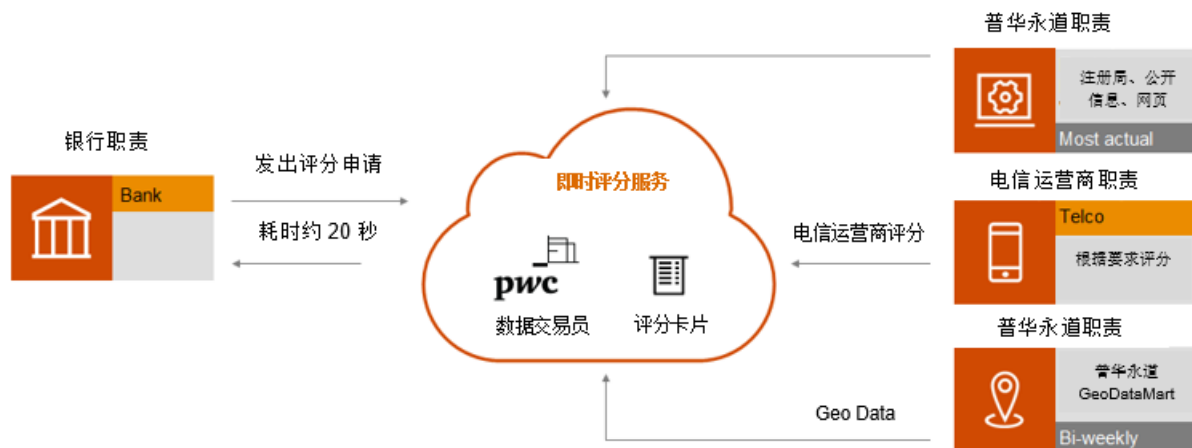 普华永道职责
注册局、公开
信息、网页
Most actual
银行职责
Bank
发出评分申请
耗时约 20 秒
即时评分服务
pwc
数据交易员
评分卡片
电信运营商评分
电信运营商职责
Telco
根据要求评分
普华永道职责
普华永道
GeoDataMart
Bi-weekly
Geo Data